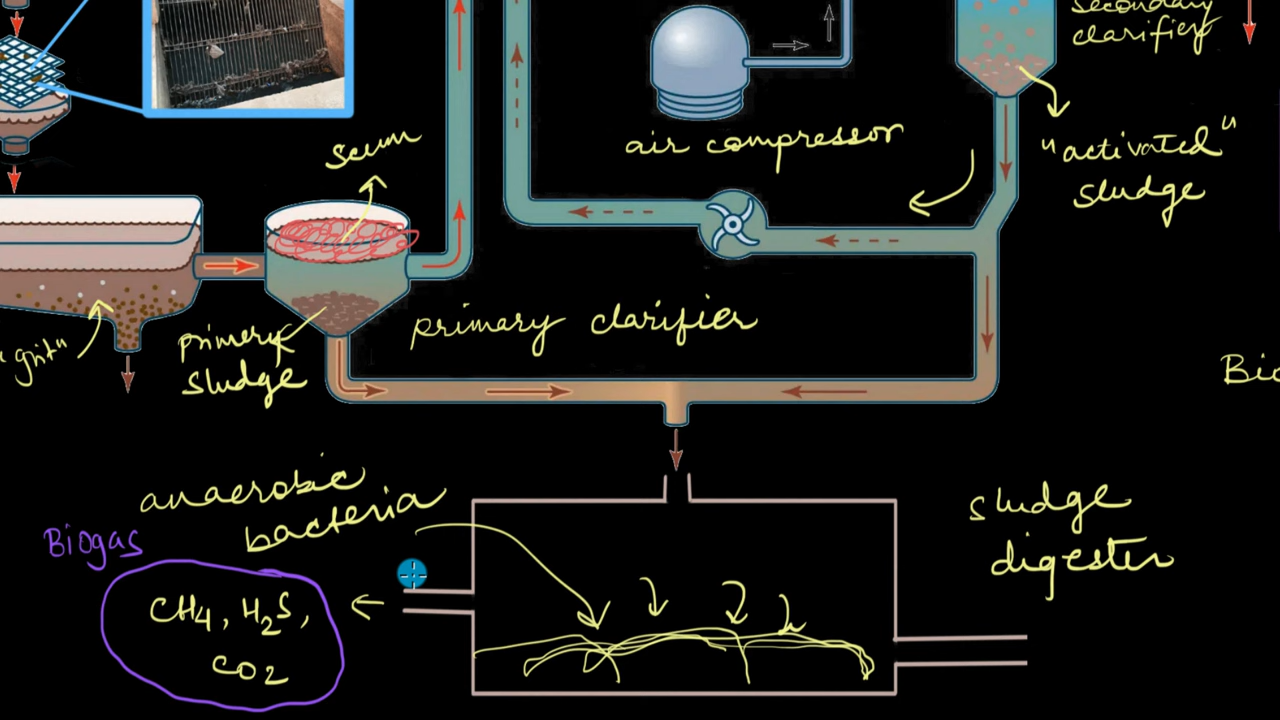 secondary
clarifier
air compressor
"activated"
sludge
scum
"grit"
primary
sludge
primary clarifier
Bio
anaerobic
bacteria
Biogas
CH4, H2S,
CO2
sludge
digester